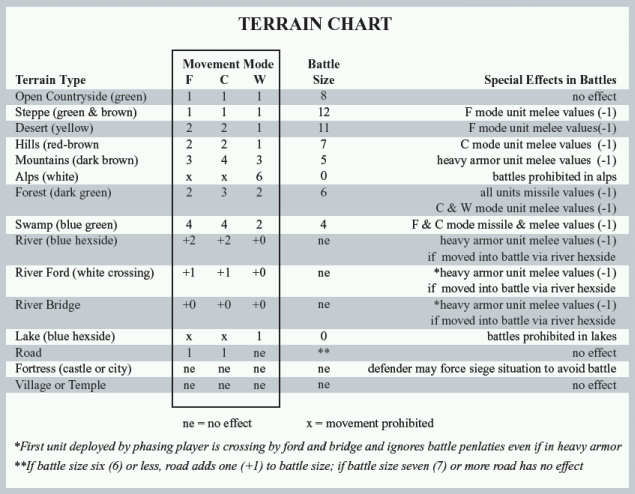 TERRAIN CHART
Movement Mode Battle
Terrain Type F C W Size Special Effects in Battles
Open Countryside (green) 1 1 1 8 no effect
Steppe (green & brown) 1 1 1 12 F mode unit melee values (-1)
Desert (yellow) 2 2 1 11 F mode unit melee values(-1)
Hills (red-brown 2 2 1 7 C mode unit melee values (-1)
Mountains (dark brown) 3 4 3 5 heavy armor unit melee values (-1)
Alps (white) x x 6 0 battles prohibited in alps
Forest (dark green) 2 3 2 6 all units missile values (-1)
C & W mode unit melee values (-1)
Swamp (blue green) 4 4 2 4 F & C mode missile & melee values (-1)
River (blue hexside) +2 +2 +0 ne heavy armor unit melee values (-1)
if moved into battle via river hexside
River Ford (white crossing) +1 +1 +0 ne *heavy armor unit melee values (-1)
if moved into battle via river hexside
River Bridge +0 +0 +0 ne *heavy armor unit melee values (-1)
if moved into battle via river hexside
Lake (blue hexside) x x 1 0 battles prohibited in lakes
Road 1 1 ne ** no effect
Fortress (castle or city) ne ne ne ne defender may force siege situation to avoid battle
Village or Temple ne ne ne ne no effect
ne = no effect x = movement prohibited
*First unit deployed by phasing player is crossing by ford and bridge and ignores battle penlaties even if in heavy armor
**If battle size six (6) or less, road adds one (+1) to battle size; if battle size seven (7) or more road has no effect